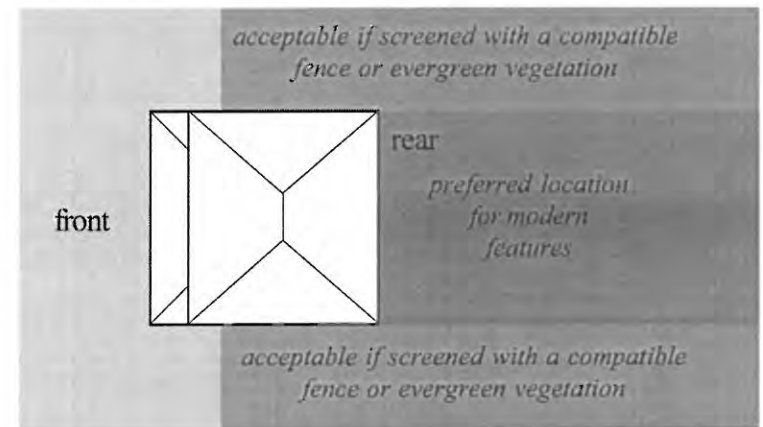 acceptable if screened with a compatible
fence or evergreen vegetation
rear
preferred location
for modern
features
front
acceptable if screened with a compatible
fence or evergreen vegetation